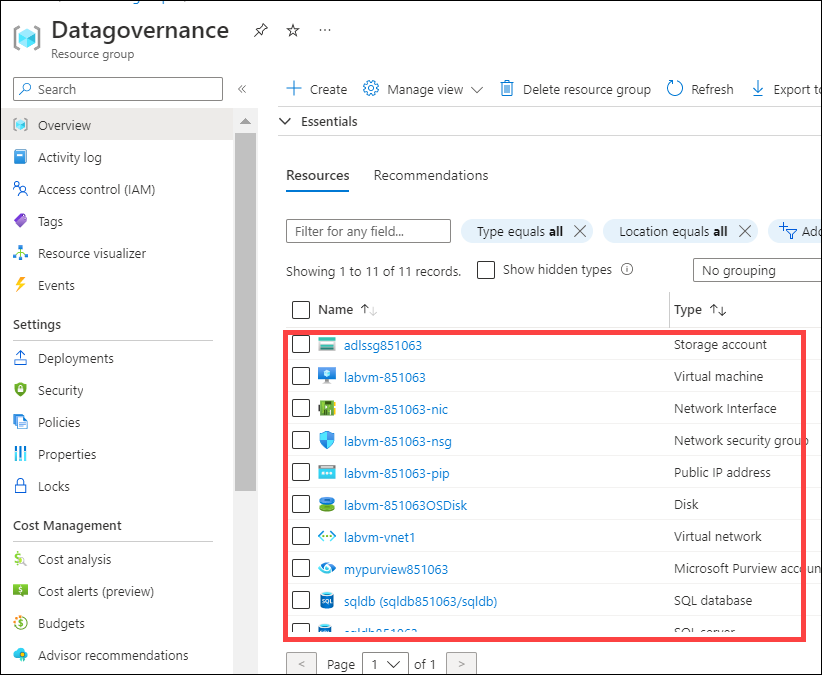 Datagovernance
...
Resource group
Search
«
Create
Manage view
Delete resource group
Refresh
Export to
Essentials
Overview
Activity log
Access control (IAM)
Tags
Resource visualizer
Events
Settings
Deployments
Security
Policies
Properties
Locks
Cost Management
Cost analysis
Cost alerts (preview)
Budgets
Advisor recommendations
Resources Recommendations
Filter for any field...
Type equals all
Location equals all
Showing 1 to 11 of 11 records.
Show hidden types
No grouping
Name ↑↓ Type ↑↓
adlssg851063 Storage account
labvm-851063 Virtual machine
labvm-851063-nic Network Interface
labvm-851063-nsg Network security group
labvm-851063-pip Public IP address
labvm-851063OSDisk Disk
labvm-vnet1 Virtual network
mypurview851063 Microsoft Purview
sqldb (sqldb851063/sqldb) SQL database
sqldb851063 SQL server
< Page 1 of 1 >